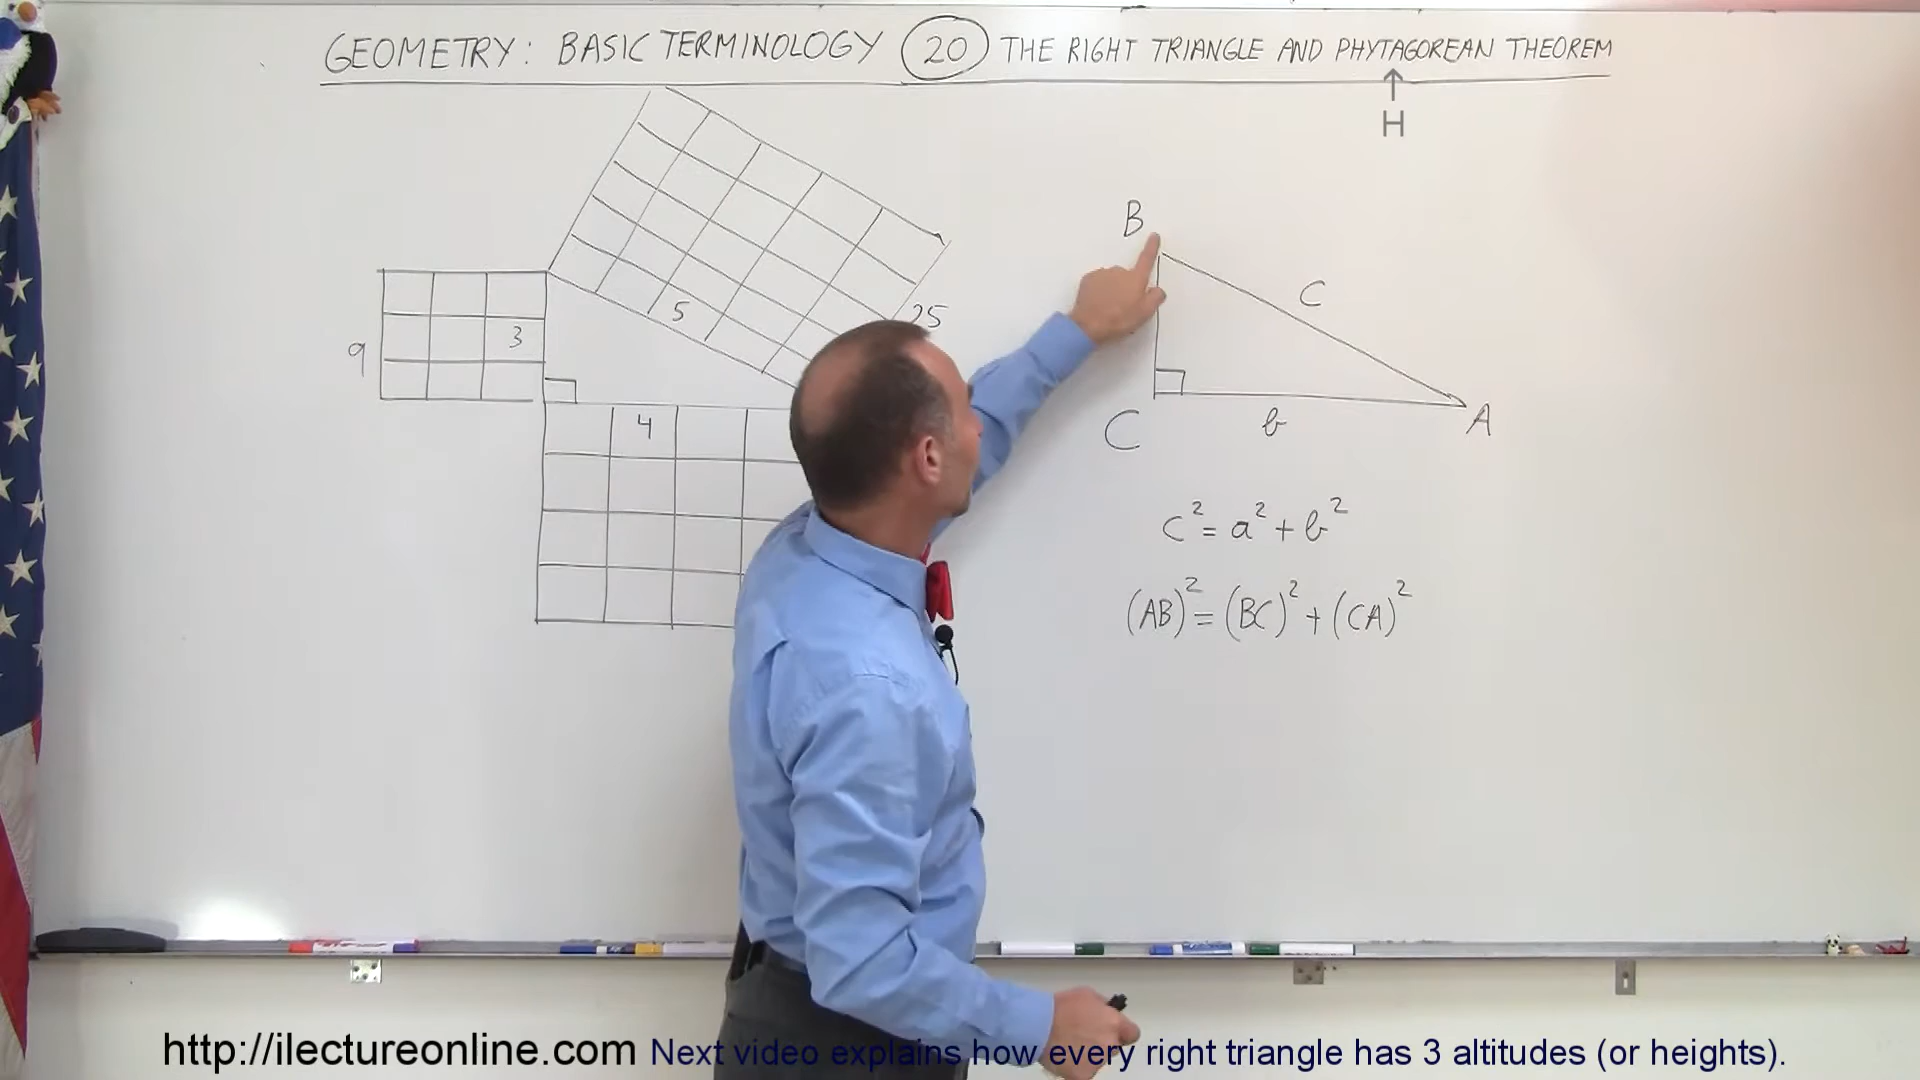 GEOMETRY: BASIC TERMINOLOGY 20 THE RIGHT TRIANGLE AND PHYTAGOREAN THEOREM
↑
H
B
C
5
25
9
3
4
C
b
A
c² = a² + b²
(AB)² = (BC)² + (CA)²
http://ilectureonline.com Next video explains how every right triangle has 3 altitudes (or heights).